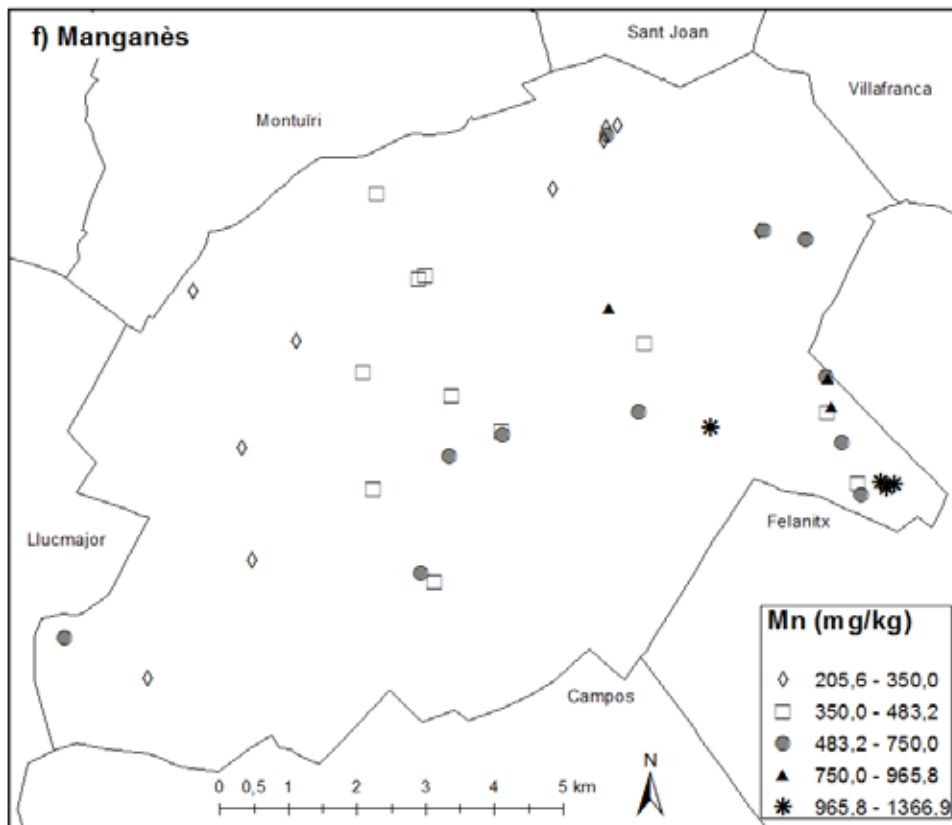 f) Manganès
Sant Joan
Villafranca
Montuïri
Felanitx
Llucmajor
Campos
Mn (mg/kg)
205,6 - 350,0
350,0 - 483,2
483,2 - 750,0
750,0 - 965,8
965,8 - 1366,9
N
0 0,5 1 2 3 4 5 km